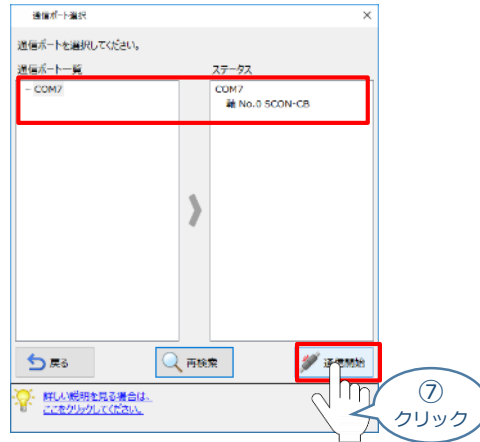 通信ポート選択
通信ポートを選択してください。
通信ポート一覧
ステータス
- COM7
COM7
軸 No.0 SCON-CB
戻る
再検索
通信開始
詳しい説明を見る場合は、
ここをクリックしてください。
⑦
クリック